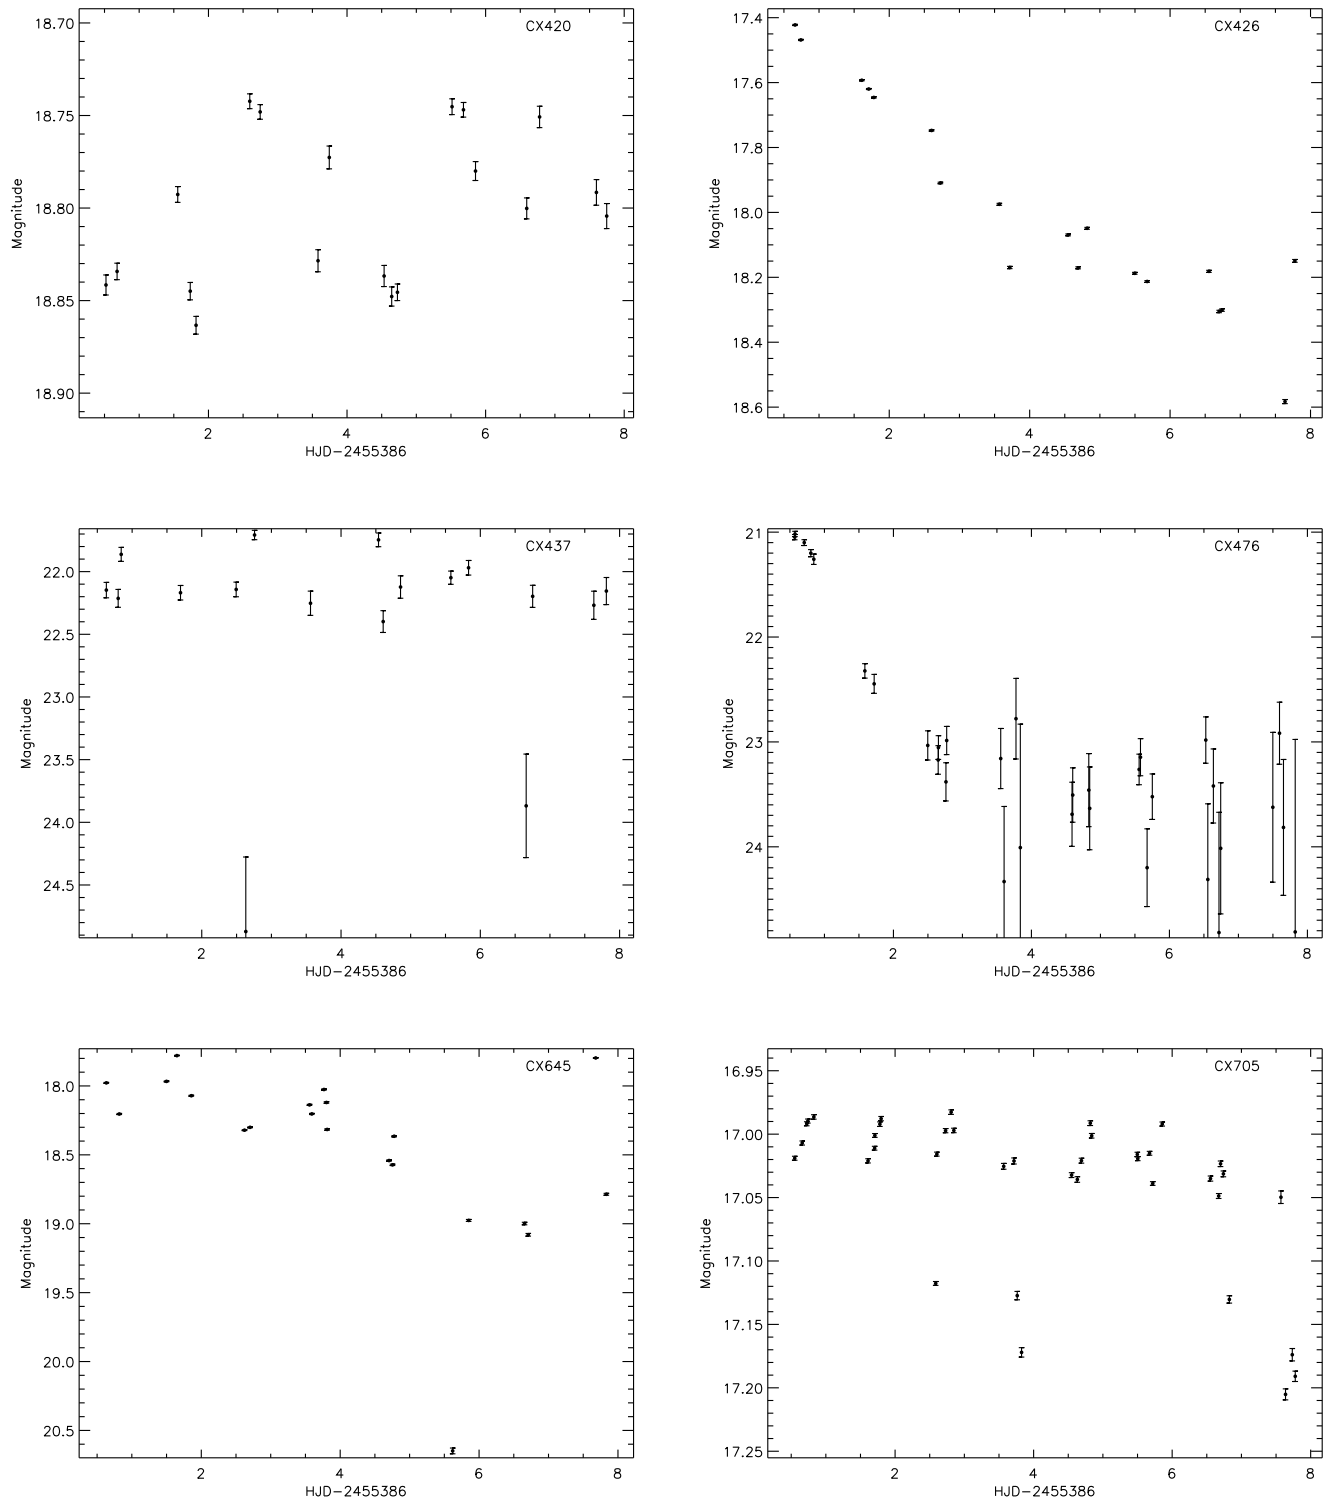 CX420
18.70
18.75
18.80
18.85
18.90
Magnitude
2 4 6 8
HJD−2455386
CX426
17.4
17.6
17.8
18.0
18.2
18.4
18.6
Magnitude
2 4 6 8
HJD−2455386
CX437
22.0
22.5
23.0
23.5
24.0
24.5
Magnitude
2 4 6 8
HJD−2455386
CX476
21
22
23
24
Magnitude
2 4 6 8
HJD−2455386
CX645
18.0
18.5
19.0
19.5
20.0
20.5
Magnitude
2 4 6 8
HJD−2455386
CX705
16.95
17.00
17.05
17.10
17.15
17.20
17.25
Magnitude
2 4 6 8
HJD−2455386